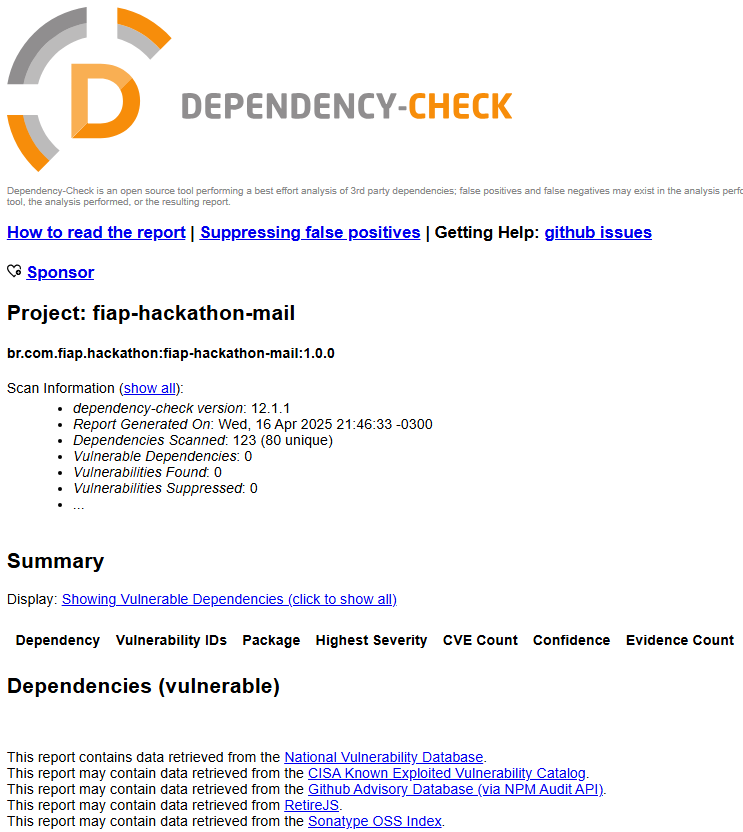 D
DEPENDENCY-CHECK
Dependency-Check is an open source tool performing a best effort analysis of 3rd party dependencies; false positives and false negatives may exist in the analysis perfo
tool, the analysis performed, or the resulting report.
How to read the report | Suppressing false positives | Getting Help: github issues
Sponsor
Project: fiap-hackathon-mail
br.com.fiap.hackathon:fiap-hackathon-mail:1.0.0
Scan Information (show all):
• dependency-check version: 12.1.1
• Report Generated On: Wed, 16 Apr 2025 21:46:33 -0300
• Dependencies Scanned: 123 (80 unique)
• Vulnerable Dependencies: 0
• Vulnerabilities Found: 0
• Vulnerabilities Suppressed: 0
• ...
Summary
Display: Showing Vulnerable Dependencies (click to show all)
Dependency Vulnerability IDs Package Highest Severity CVE Count Confidence Evidence Count
Dependencies (vulnerable)
This report contains data retrieved from the National Vulnerability Database.
This report may contain data retrieved from the CISA Known Exploited Vulnerability Catalog.
This report may contain data retrieved from the Github Advisory Database (via NPM Audit API).
This report may contain data retrieved from RetireJS.
This report may contain data retrieved from the Sonatype OSS Index.